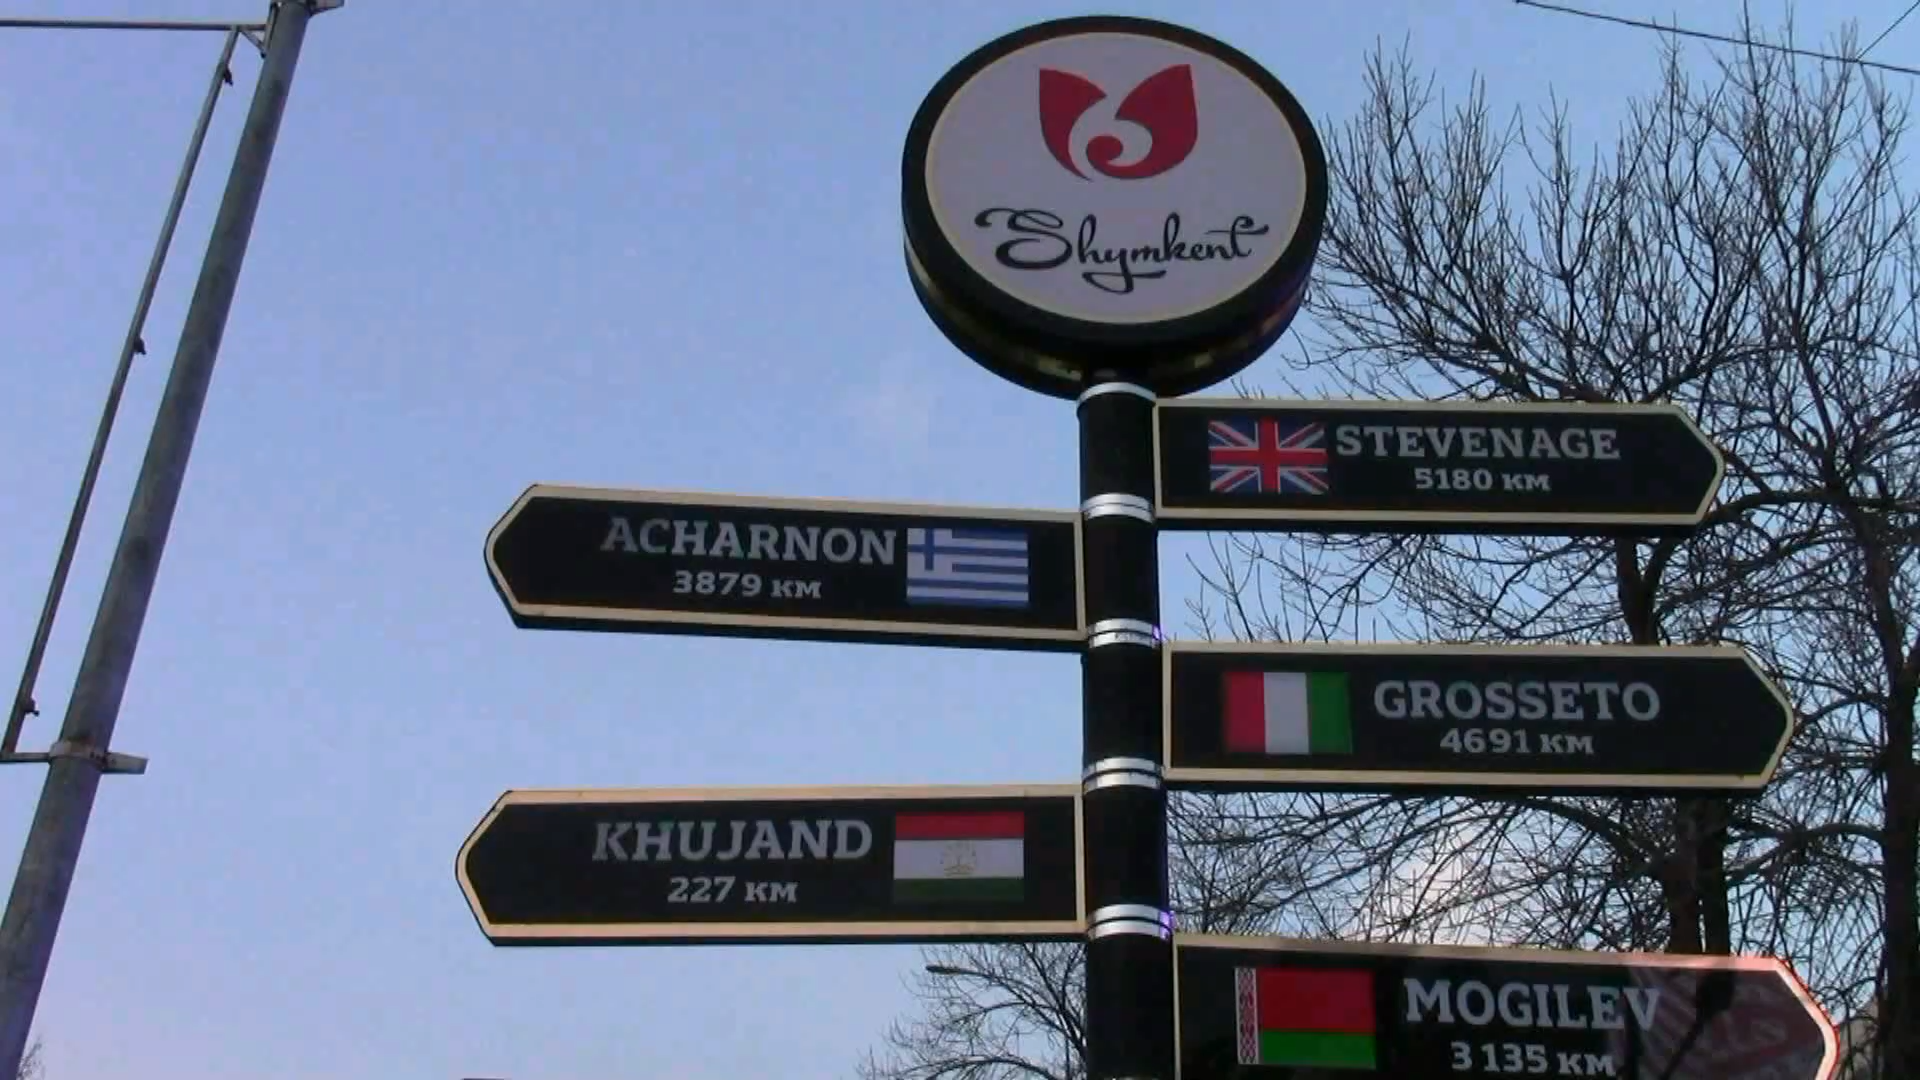 Shymkent
STEVENAGE
5180 км
ACHARNON
3879 км
GROSSETO
4691 км
KHUJAND
227 км
MOGILEV
3 135 км